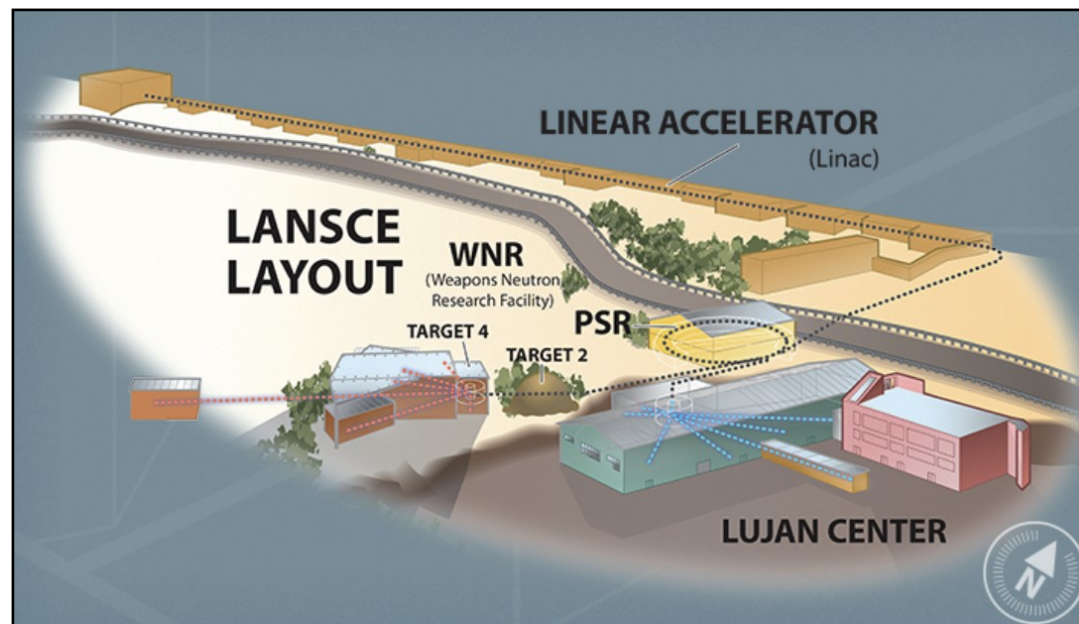 LINEAR ACCELERATOR
(Linac)
LANSCE
LAYOUT
WNR
(Weapons Neutron
Research Facility)
PSR
TARGET 4
TARGET 2
LUJAN CENTER
N